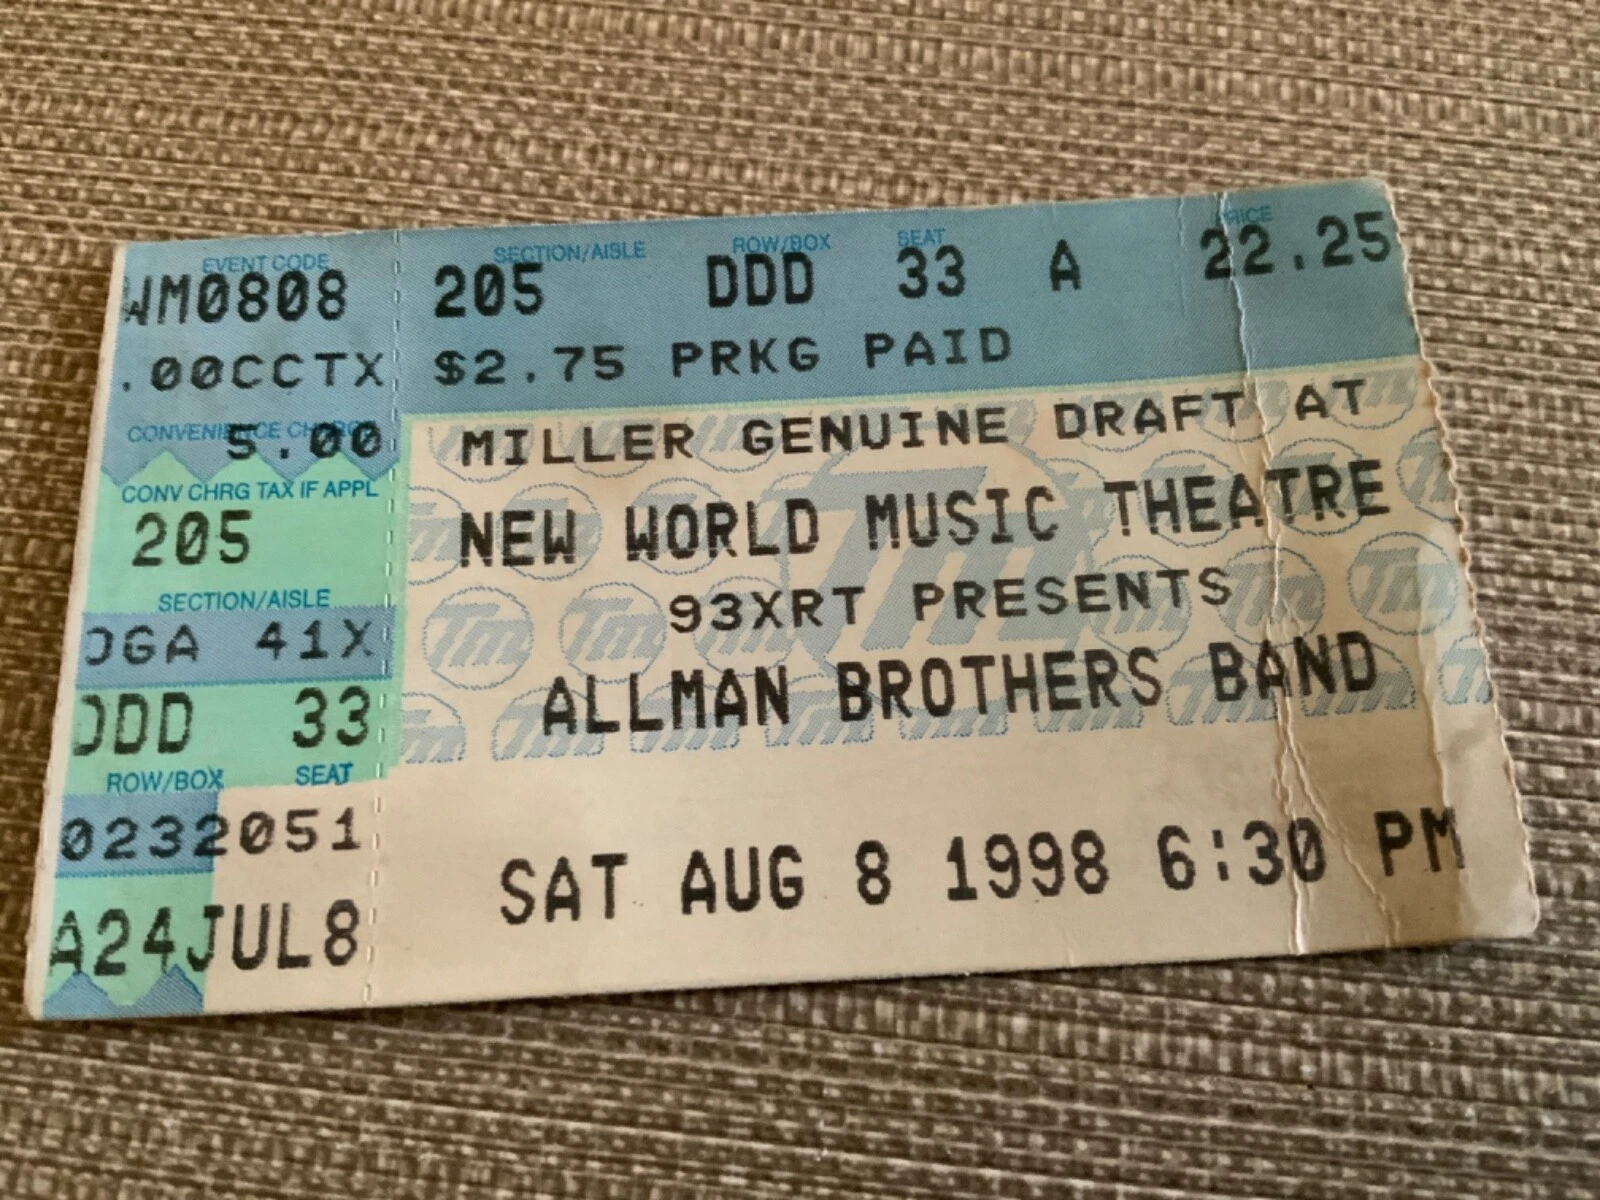 EVENT CODE SECTION/AISLE ROW/BOX SEAT
WM0808 205 DDD 33 A 22.25
.00CCTX $2.75 PRKG PAID
CONVENIENCE CHARGE
5.00 MILLER GENUINE DRAFT AT
CONV CHRG TAX IF APPL
205 NEW WORLD MUSIC THEATRE
SECTION/AISLE 93XRT PRESENTS
OGA 41X
DDD 33 ALLMAN BROTHERS BAND
ROW/BOX SEAT
0232051
A24JUL8 SAT AUG 8 1998 6:30 PM